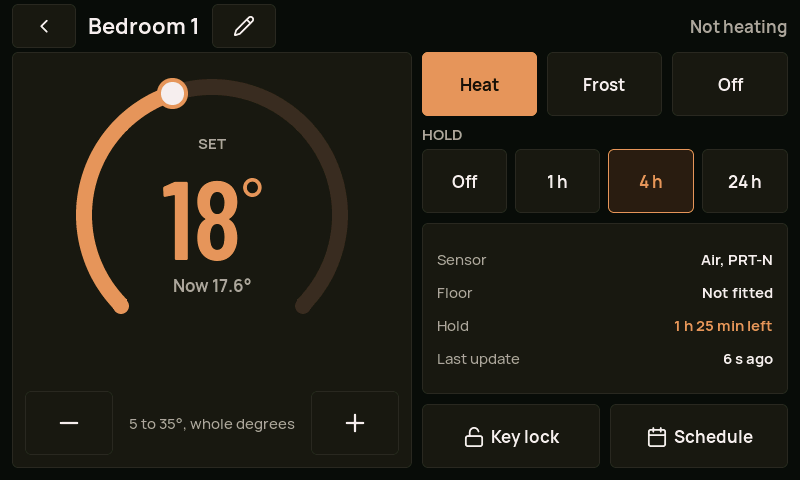 Bedroom 1
Not heating
SET
18°
Now 17.6°
5 to 35°, whole degrees
Heat
Frost
Off
HOLD
Off
1 h
4 h
24 h
Sensor
Air, PRT-N
Floor
Not fitted
Hold
1 h 25 min left
Last update
6 s ago
Key lock
Schedule